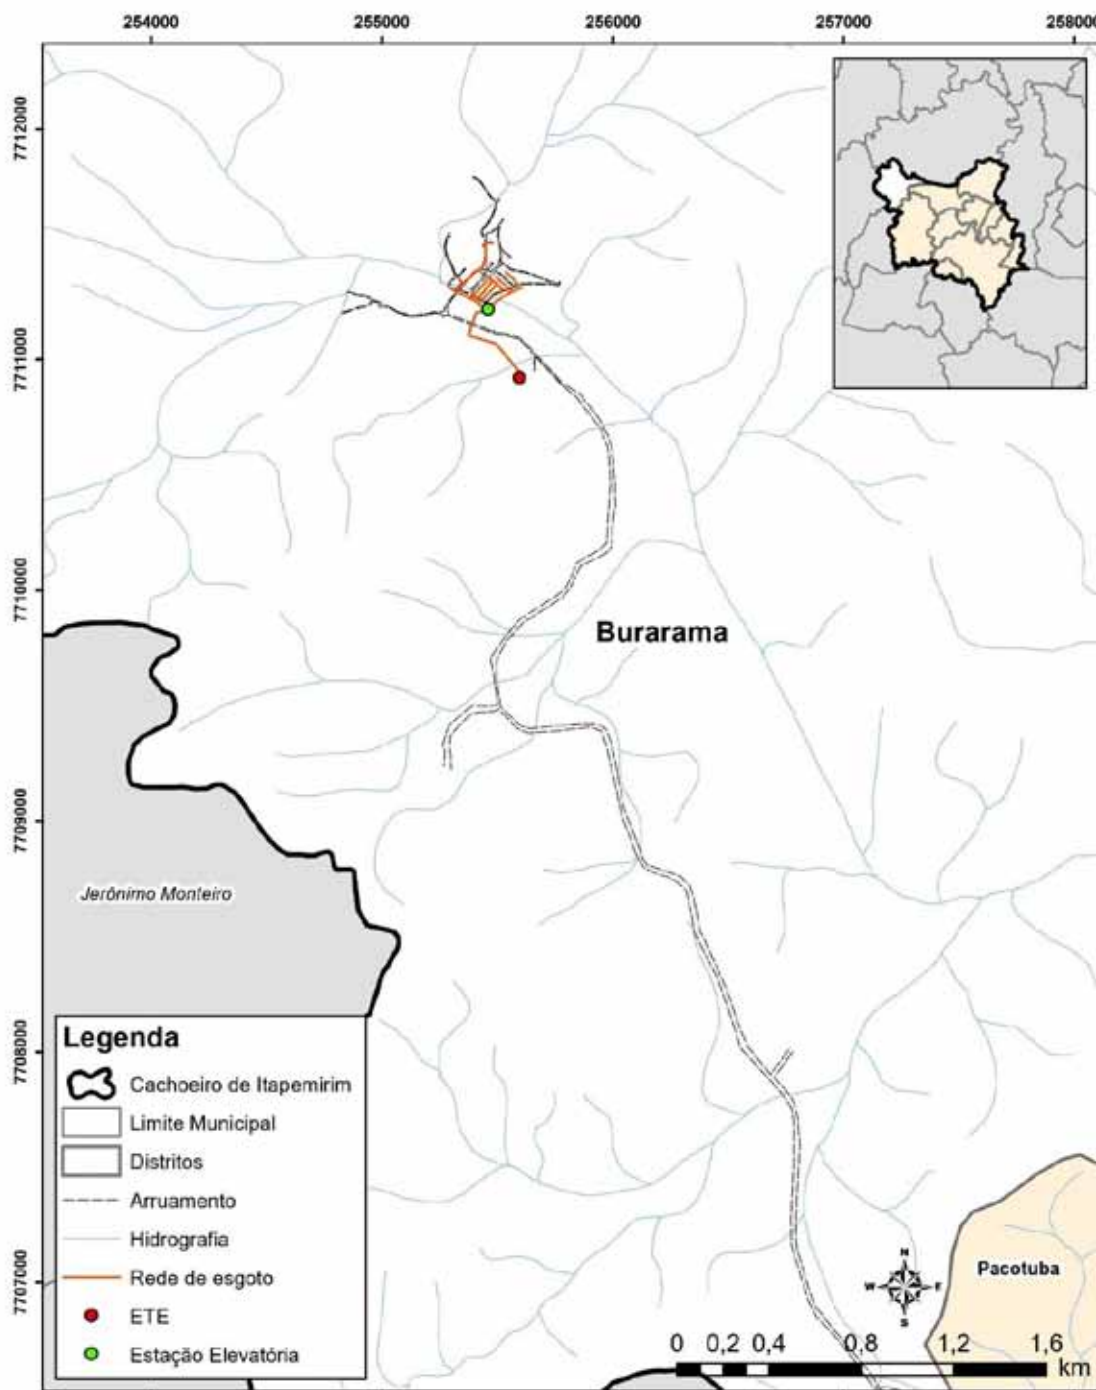 254000 255000 256000 257000 258000
7712000
7711000
7710000
Burarama
7709000
Jerônimo Monteiro
7708000
Legenda
Cachoeiro de Itapemirim
Limite Municipal
Distritos
Arruamento
Hidrografia
Rede de esgoto
ETE
Estação Elevatória
7707000
Pacotuba
N
W
E
S
0 0,2 0,4 0,8 1,2 1,6
km